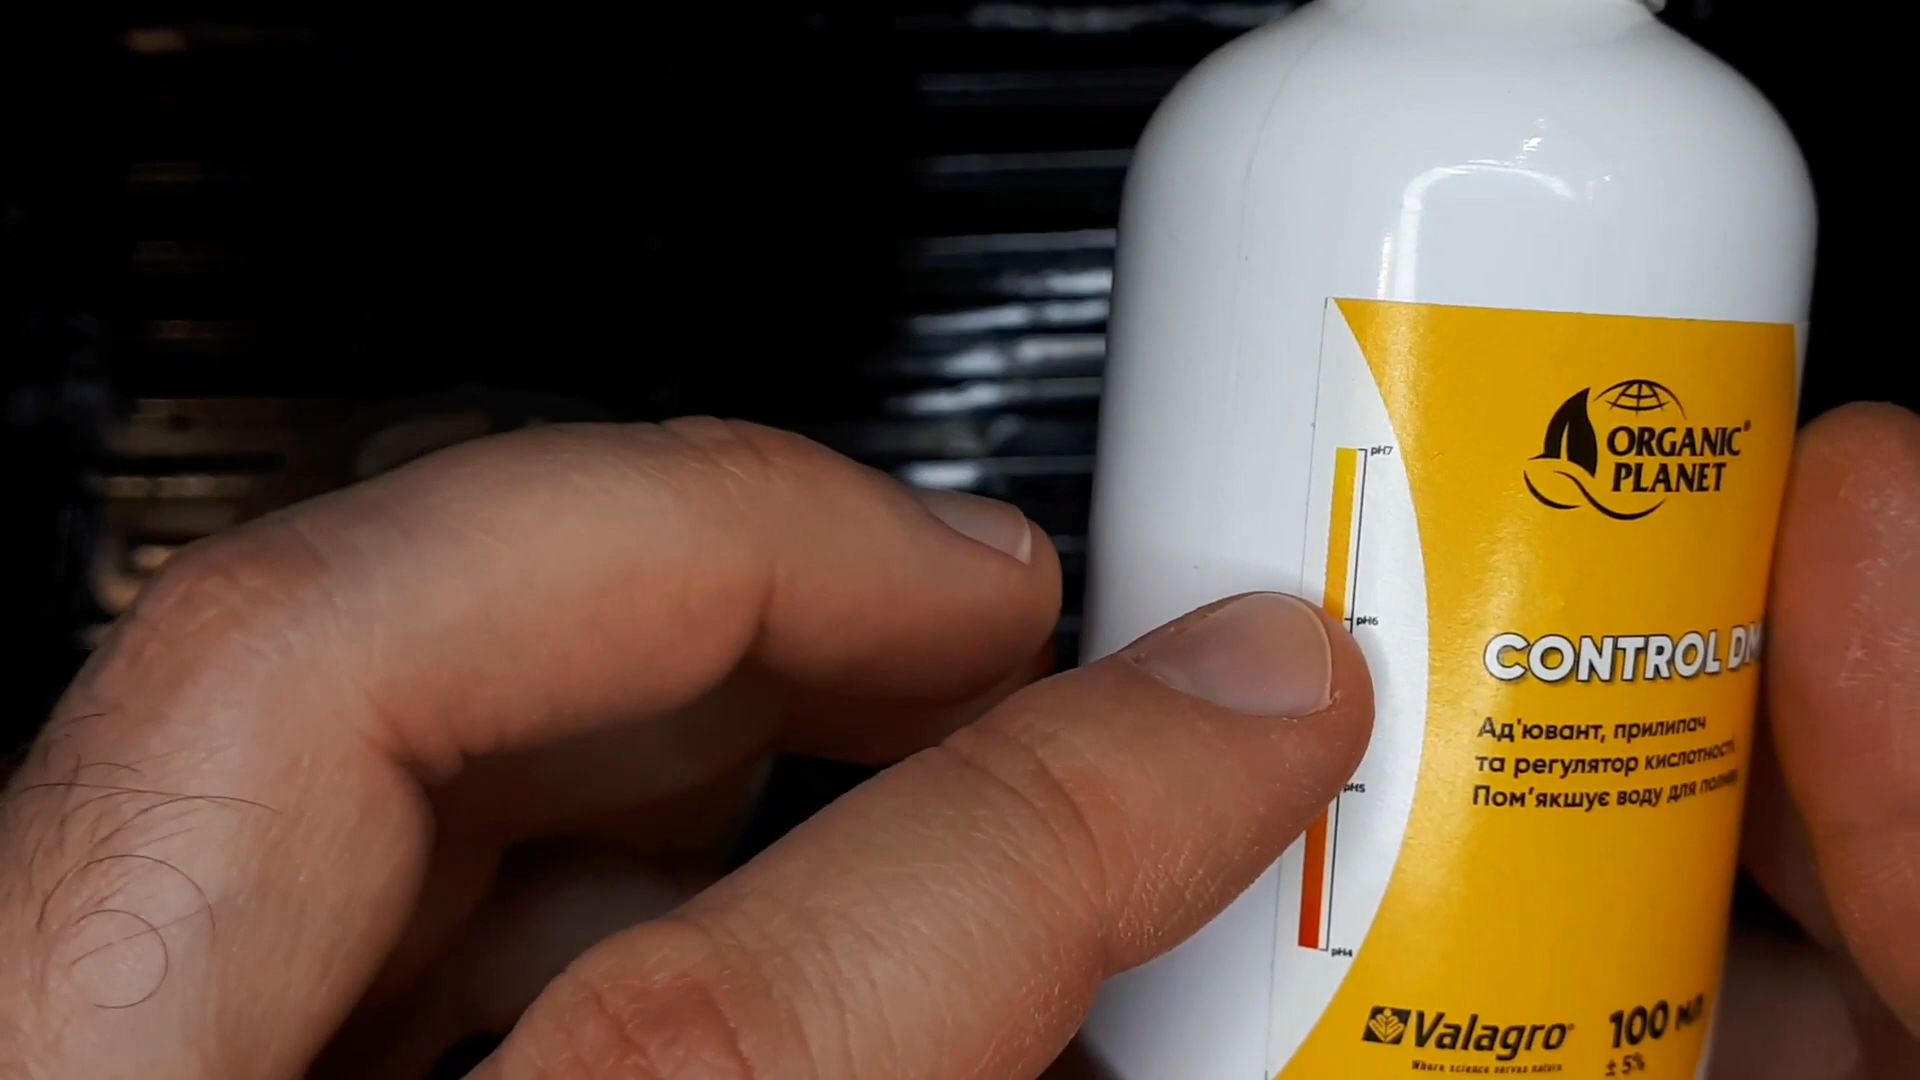 ORGANIC
PLANET
pH7
pH6
pH5
pH4
CONTROL DM
Ад'ювант, прилипач
та регулятор кислотності.
Пом'якшує воду для поливу
Valagro
Where science serves nature
100 мл
± 5%